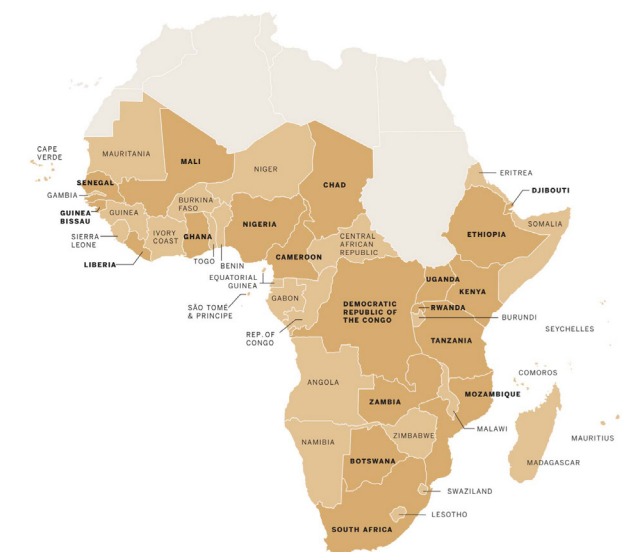 CAPE
VERDE
MAURITANIA
MALI
NIGER
CHAD
ERITREA
DJIBOUTI
SENEGAL
GAMBIA
GUINEA
BISSAU
GUINEA
BURKINA
FASO
NIGERIA
SOMALIA
ETHIOPIA
SIERRA
LEONE
IVORY
COAST
GHANA
CENTRAL
AFRICAN
REPUBLIC
LIBERIA
TOGO
BENIN
CAMEROON
EQUATORIAL
GUINEA
UGANDA
KENYA
GABON
SÃO TOMÉ
& PRINCIPE
DEMOCRATIC
REPUBLIC OF
THE CONGO
RWANDA
BURUNDI
REP. OF
CONGO
TANZANIA
SEYCHELLES
COMOROS
ANGOLA
ZAMBIA
MOZAMBIQUE
MALAWI
NAMIBIA
ZIMBABWE
MAURITIUS
BOTSWANA
MADAGASCAR
SWAZILAND
LESOTHO
SOUTH AFRICA